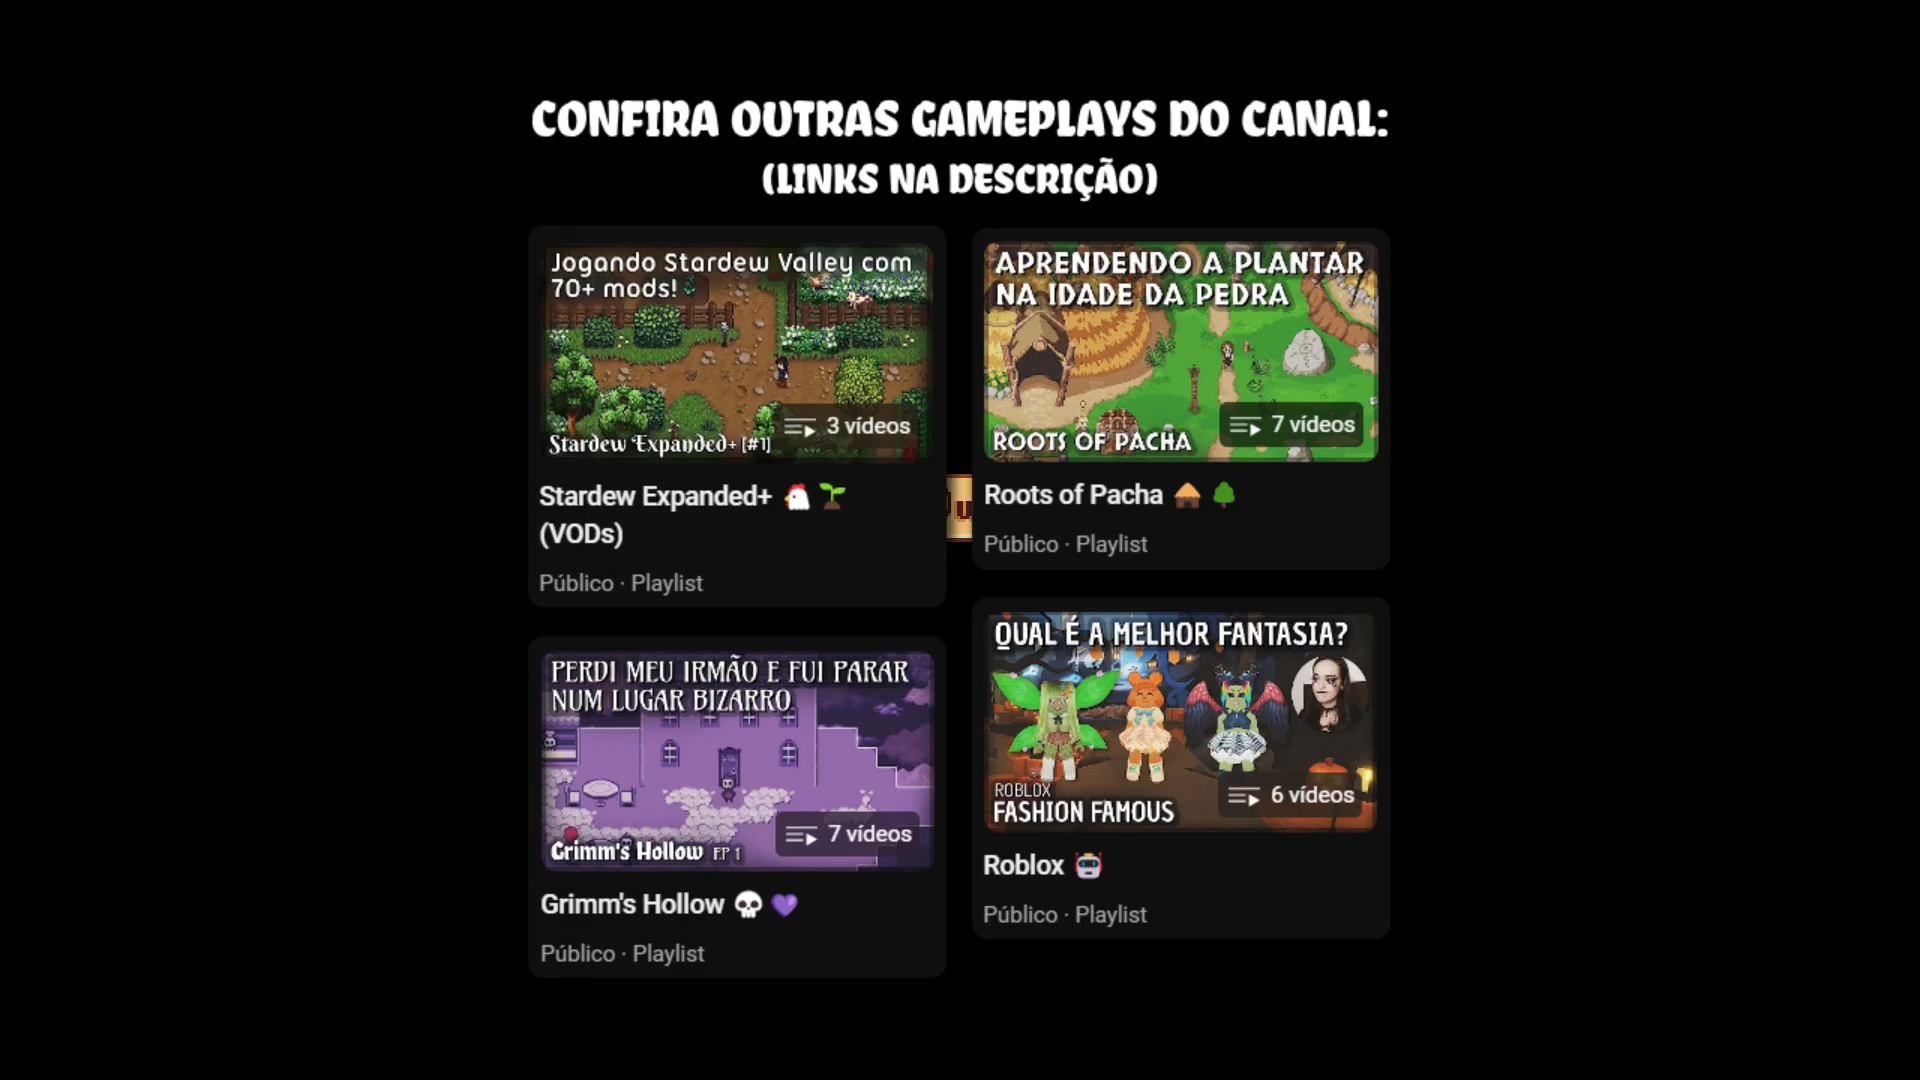 CONFIRA OUTRAS GAMEPLAYS DO CANAL:
(LINKS NA DESCRIÇÃO)
Jogando Stardew Valley com
70+ mods!
Stardew Expanded+ [#1]
3 vídeos
Stardew Expanded+
(VODs)
Público · Playlist
APRENDENDO A PLANTAR
NA IDADE DA PEDRA
ROOTS OF PACHA
7 vídeos
Roots of Pacha
Público · Playlist
PERDI MEU IRMÃO E FUI PARAR
NUM LUGAR BIZARRO
Grimm's Hollow EP 1
7 vídeos
Grimm's Hollow
Público · Playlist
QUAL É A MELHOR FANTASIA?
ROBLOX
FASHION FAMOUS
6 vídeos
Roblox
Público · Playlist